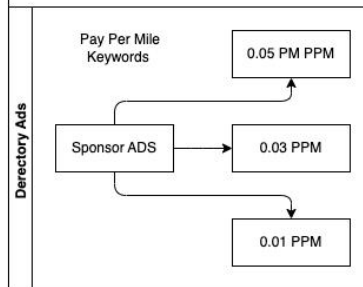 Derectory Ads
Pay Per Mile
Keywords
0.05 PM PPM
Sponsor ADS
0.03 PPM
0.01 PPM